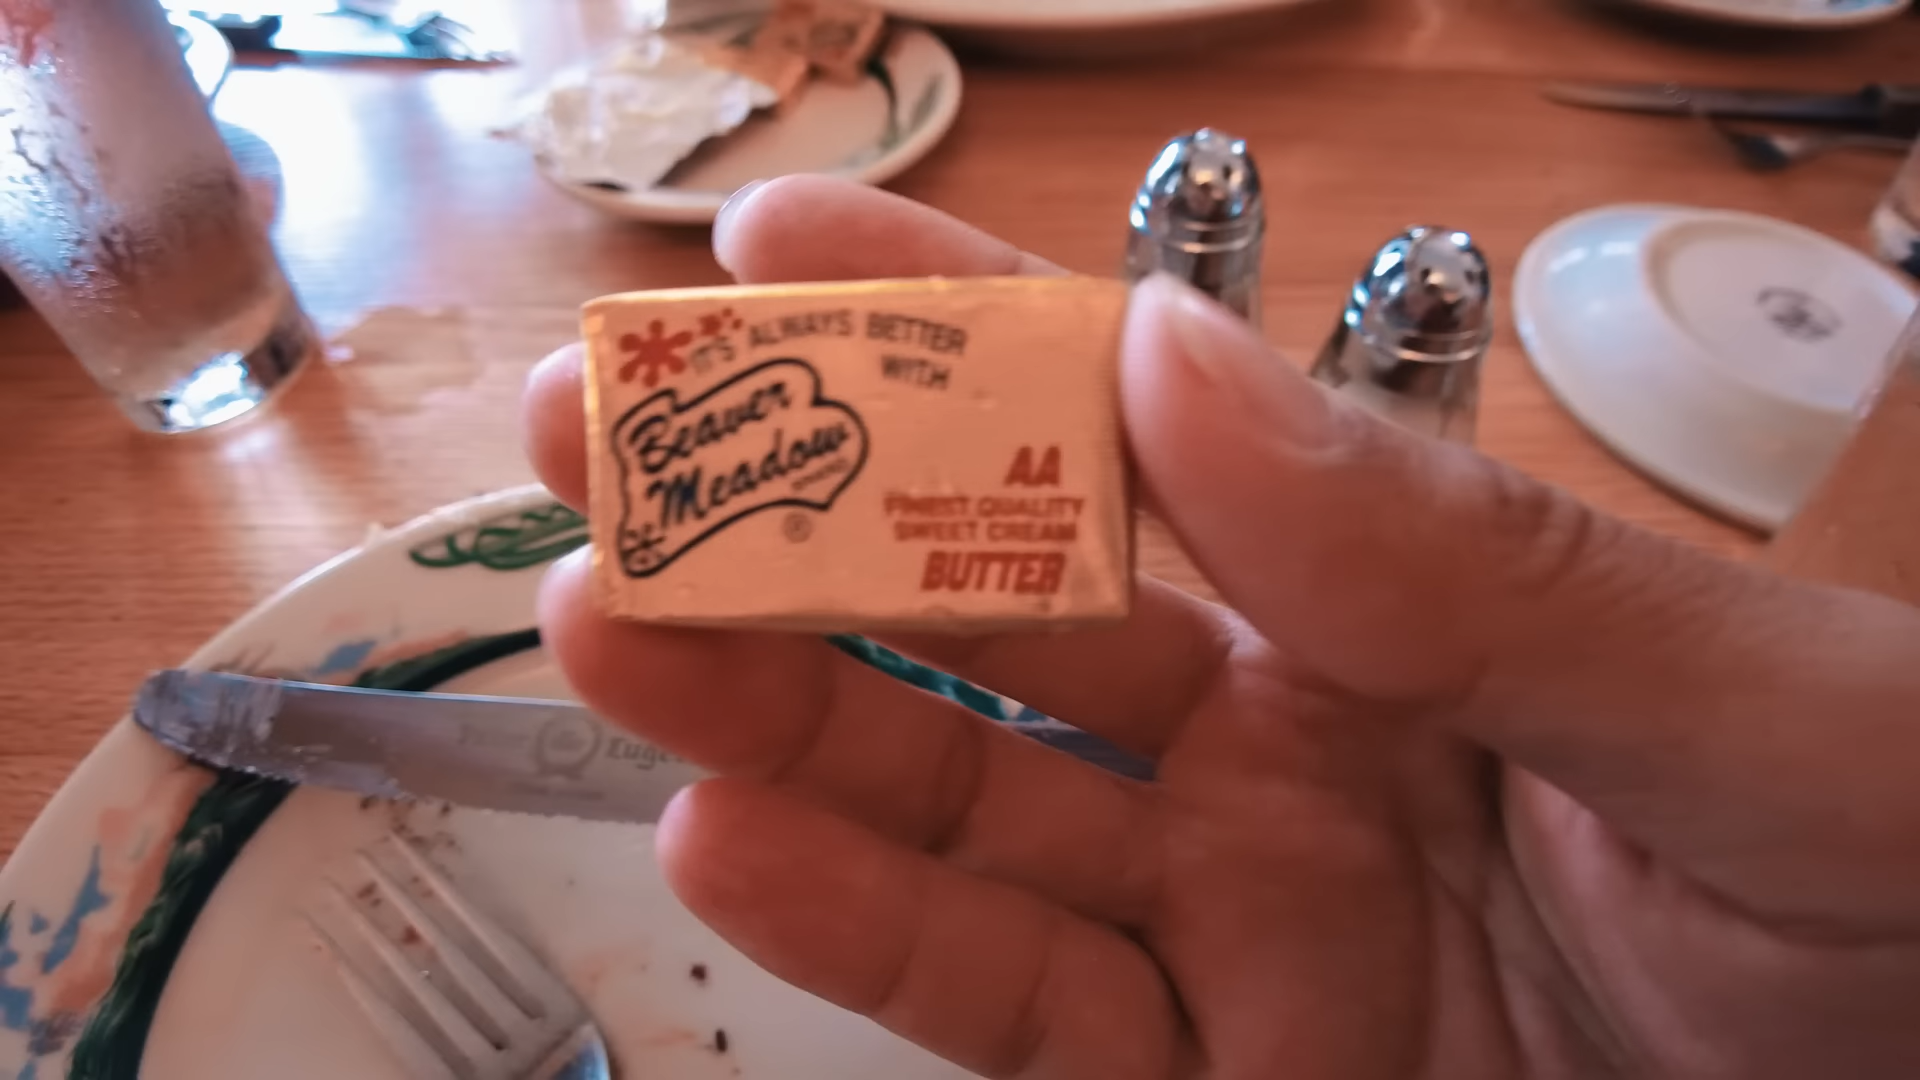 IT'S ALWAYS BETTER
WITH
Beaver
Meadow
AA
FINEST QUALITY
SWEET CREAM
BUTTER